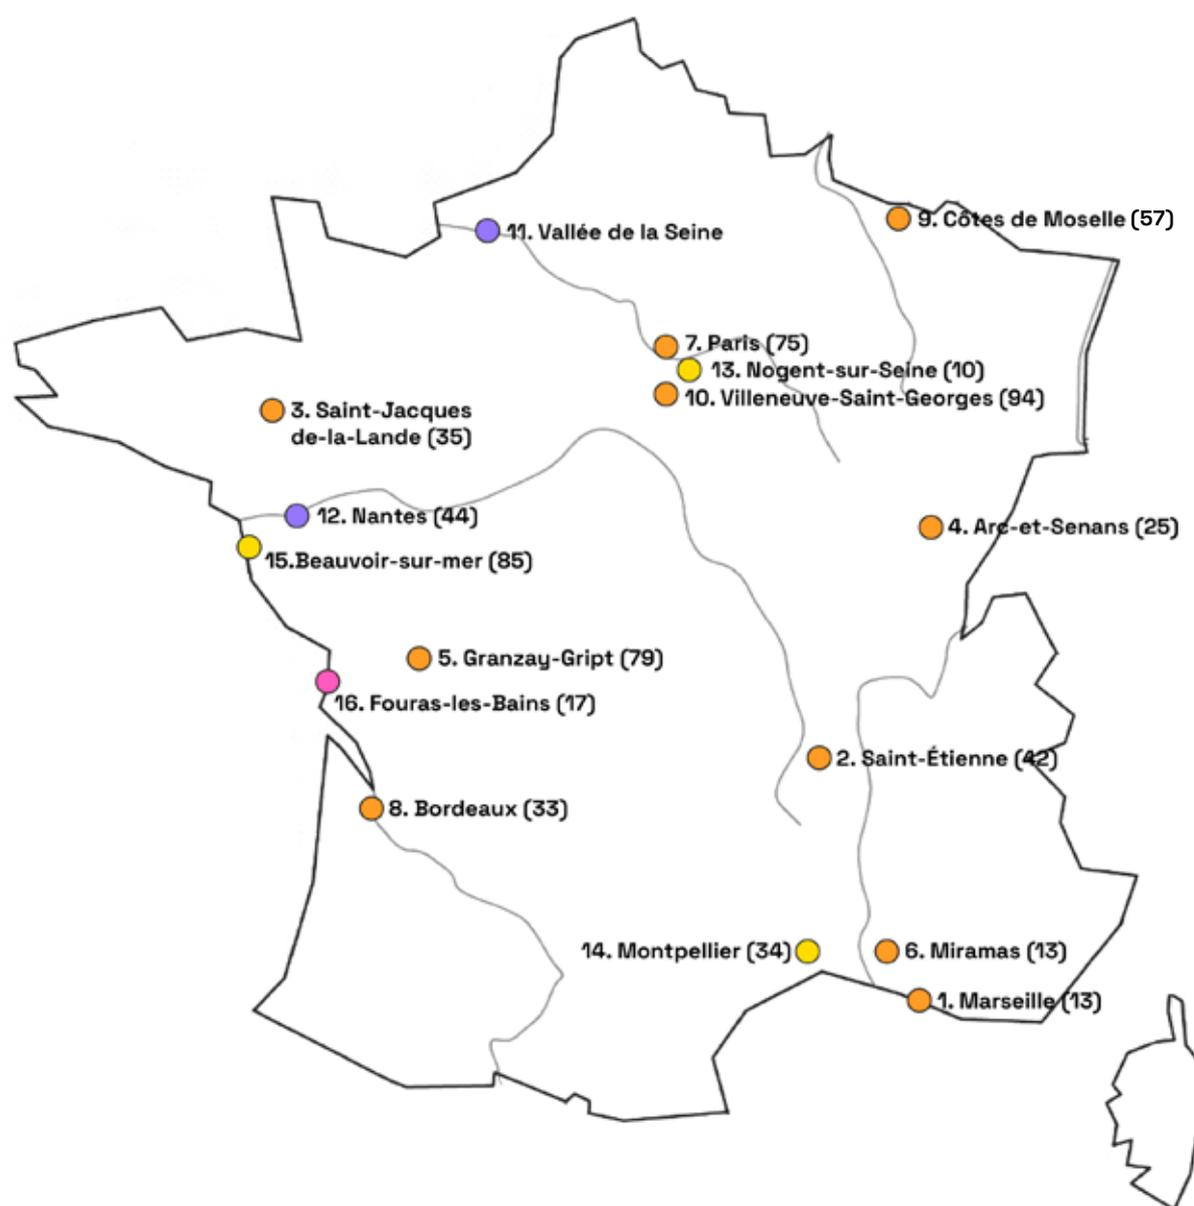 9. Côtes de Moselle (57)
11. Vallée de la Seine
7. Paris (75)
13. Nogent-sur-Seine (10)
10. Villeneuve-Saint-Georges (94)
3. Saint-Jacques
de-la-Lande (35)
12. Nantes (44)
4. Arc-et-Senans (25)
15.Beauvoir-sur-mer (85)
5. Granzay-Gript (79)
16. Fouras-les-Bains (17)
2. Saint-Étienne (42)
8. Bordeaux (33)
14. Montpellier (34)
6. Miramas (13)
1. Marseille (13)